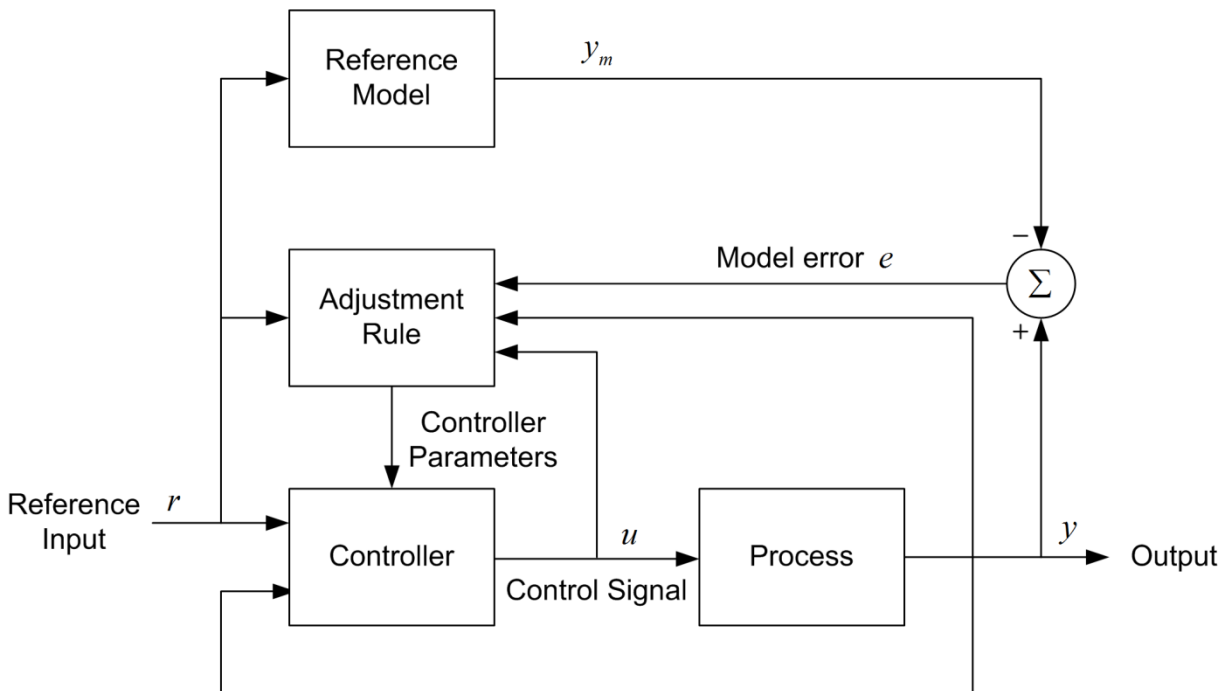 Reference
Model
y_m
−
Model error e
Σ
Adjustment
Rule
+
Controller
Parameters
Reference
Input
r
Controller
u
Control Signal
Process
y
Output